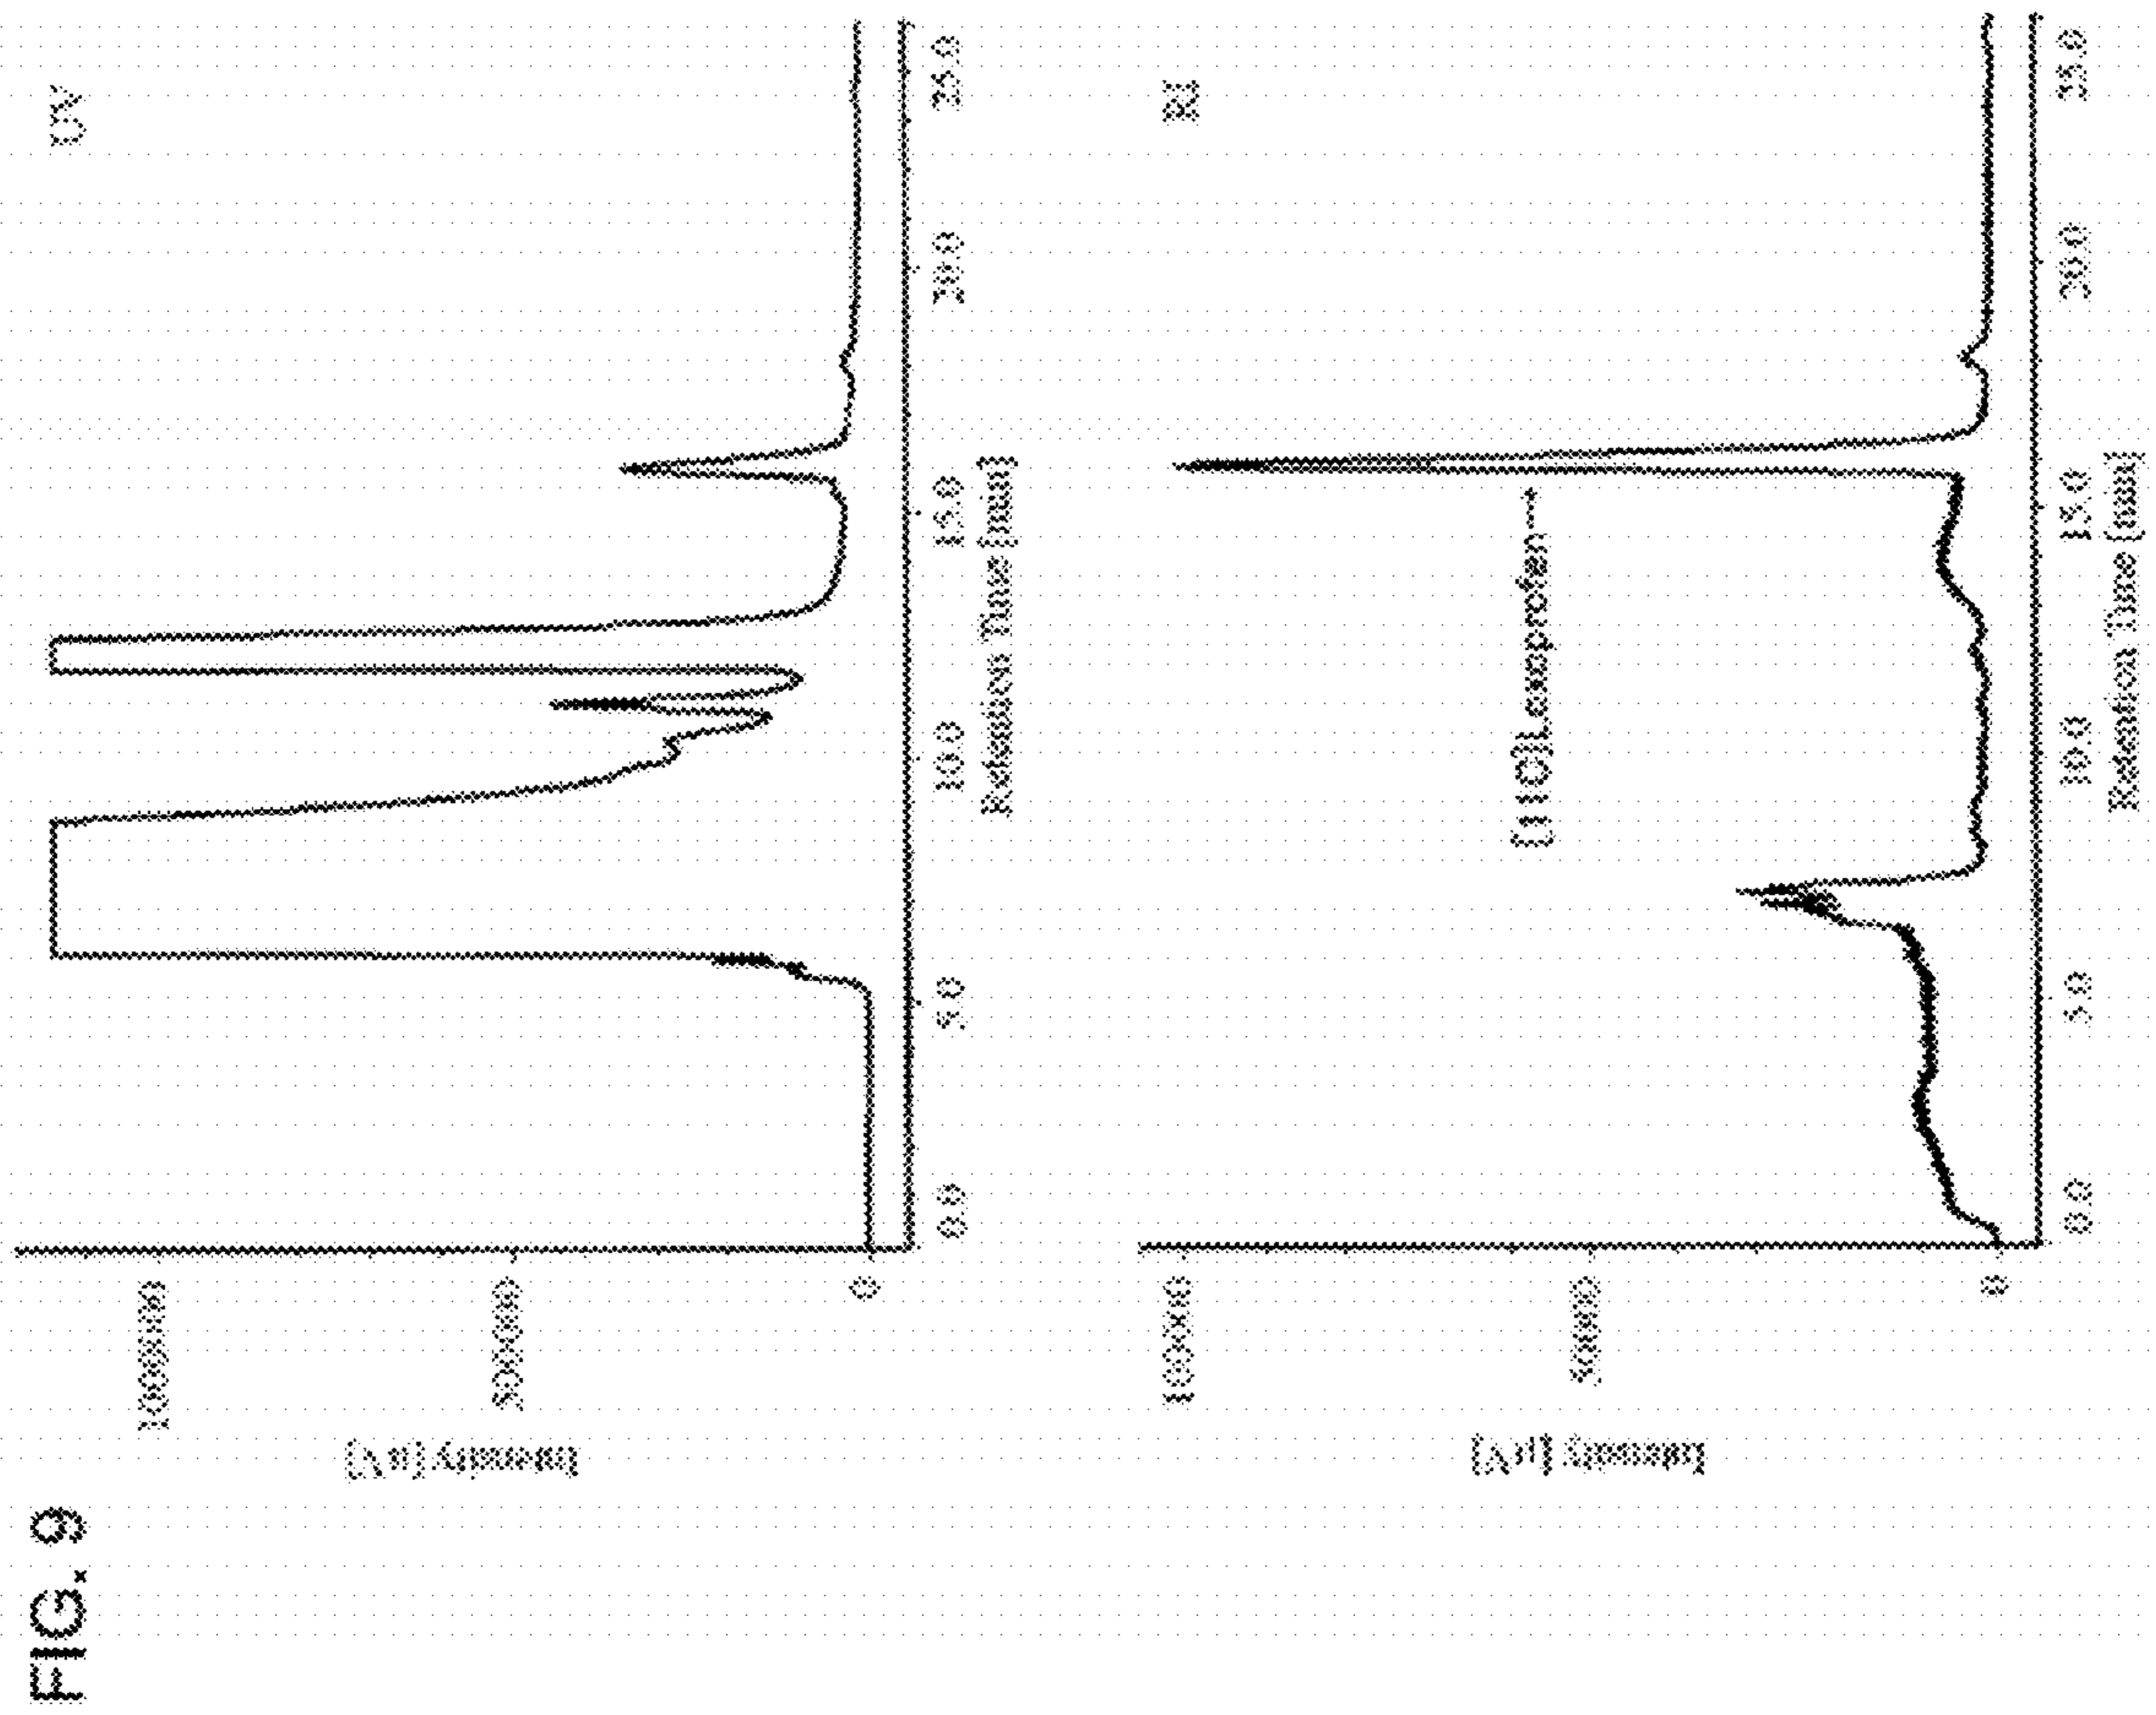 FIG. 9
UV
1000000
500000
0
Intensity [μV]
0.0 5.0 10.0 15.0 20.0 25.0
Retention Time [min]
RI
100000
50000
0
Intensity [μV]
[11C]Loxoprofen→
0.0 5.0 10.0 15.0 20.0 25.0
Retention Time [min]